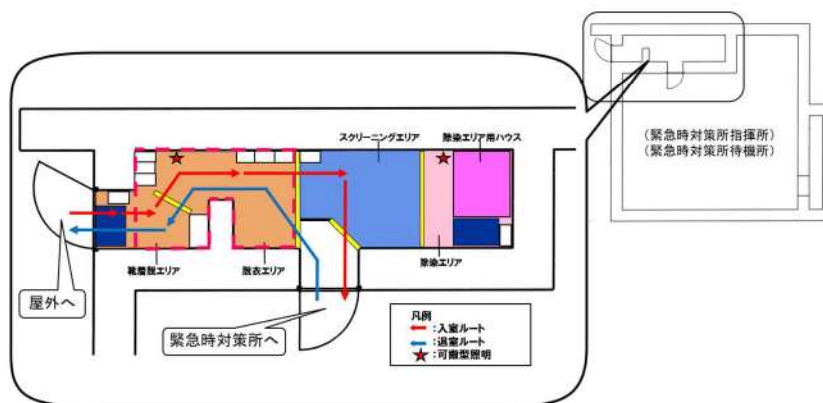 (緊急時対策所指揮所)
(緊急時対策所待機所)
スクリーニングエリア
除染エリア用ハウス
靴着脱エリア
脱衣エリア
除染エリア
屋外へ
緊急時対策所へ
凡例
:入室ルート
:退室ルート
:可搬型照明